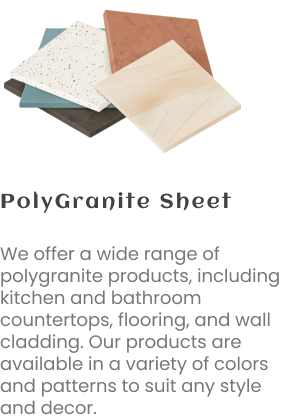 PolyGranite Sheet
We offer a wide range of
polygranite products, including
kitchen and bathroom
countertops, flooring, and wall
cladding. Our products are
available in a variety of colors
and patterns to suit any style
and decor.